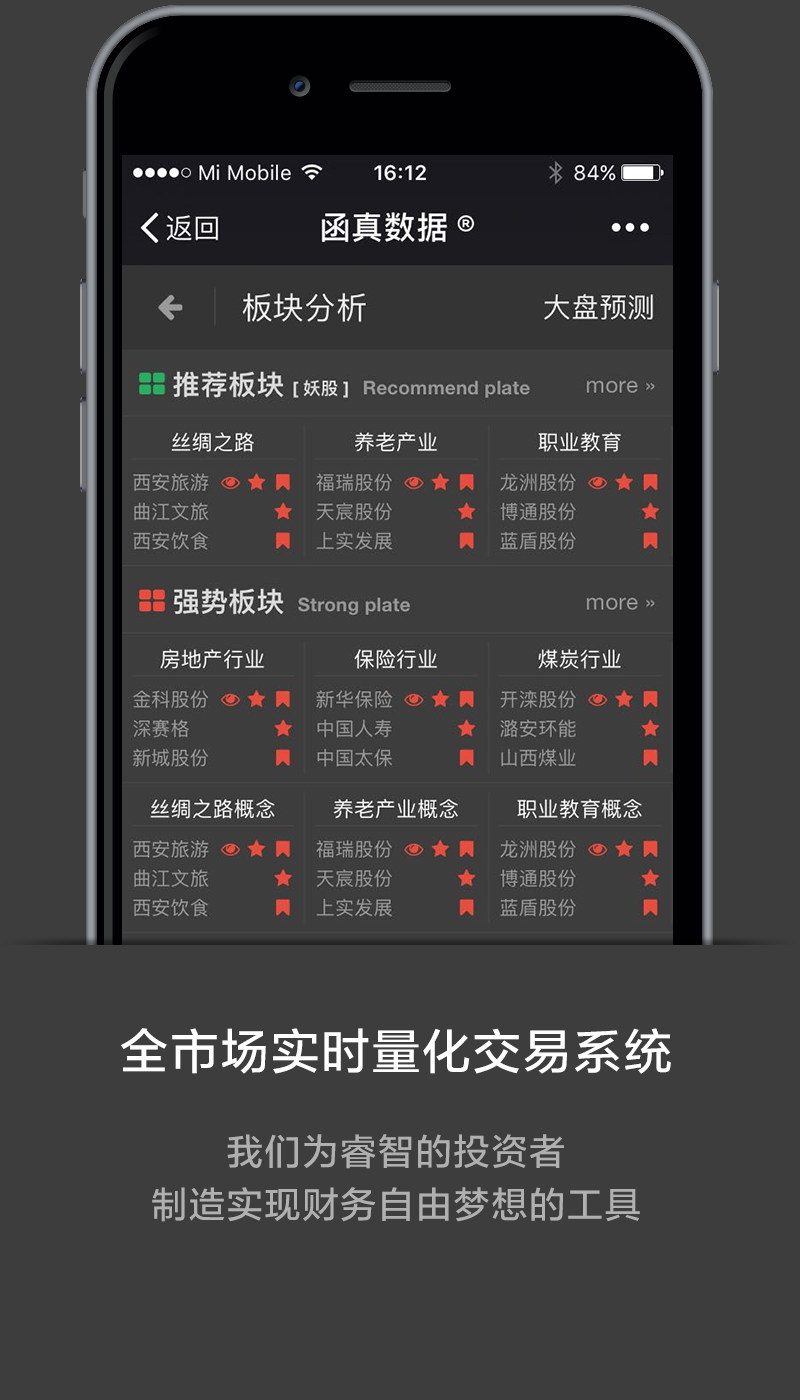 Mi Mobile 16:12 84%
返回 函真数据 ®
板块分析 大盘预测
推荐板块 [ 妖股 ] Recommend plate more »
丝绸之路 养老产业 职业教育
西安旅游 福瑞股份 龙洲股份
曲江文旅 天宸股份 博通股份
西安饮食 上实发展 蓝盾股份
强势板块 Strong plate more »
房地产行业 保险行业 煤炭行业
金科股份 新华保险 开滦股份
深赛格 中国人寿 潞安环能
新城股份 中国太保 山西煤业
丝绸之路概念 养老产业概念 职业教育概念
西安旅游 福瑞股份 龙洲股份
曲江文旅 天宸股份 博通股份
西安饮食 上实发展 蓝盾股份
全市场实时量化交易系统
我们为睿智的投资者
制造实现财务自由梦想的工具